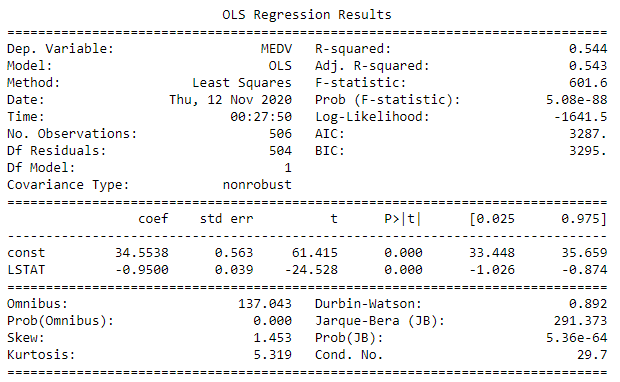 OLS Regression Results
==============================================================================
Dep. Variable:                   MEDV   R-squared:                       0.544
Model:                            OLS   Adj. R-squared:                  0.543
Method:                 Least Squares   F-statistic:                     601.6
Date:                Thu, 12 Nov 2020   Prob (F-statistic):           5.08e-88
Time:                        00:27:50   Log-Likelihood:                -1641.5
No. Observations:                 506   AIC:                             3287.
Df Residuals:                     504   BIC:                             3295.
Df Model:                           1
Covariance Type:            nonrobust
==============================================================================
                 coef    std err          t      P>|t|      [0.025      0.975]
------------------------------------------------------------------------------
const         34.5538      0.563     61.415      0.000      33.448      35.659
LSTAT         -0.9500      0.039    -24.528      0.000      -1.026      -0.874
==============================================================================
Omnibus:                      137.043   Durbin-Watson:                   0.892
Prob(Omnibus):                  0.000   Jarque-Bera (JB):              291.373
Skew:                           1.453   Prob(JB):                     5.36e-64
Kurtosis:                       5.319   Cond. No.                         29.7
==============================================================================